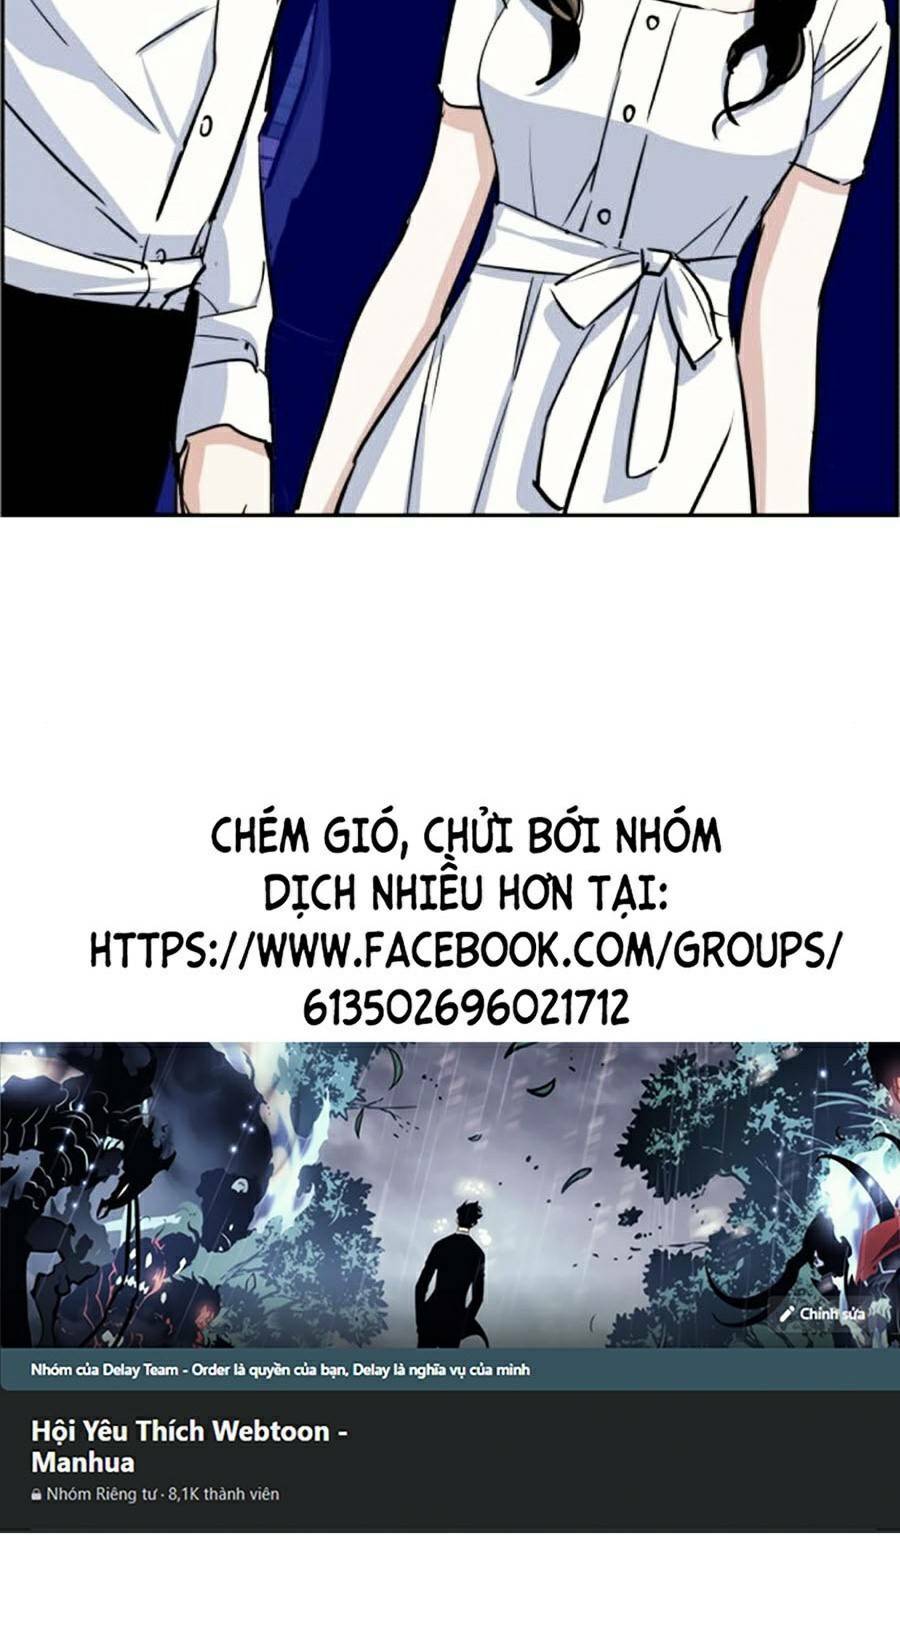 CHÉM GIÓ, CHỬI BỚI NHÓM
DỊCH NHIỀU HƠN TẠI:
HTTPS://WWW.FACEBOOK.COM/GROUPS/
613502696021712
Chỉnh sửa
Nhóm của Delay Team - Order là quyền của bạn, Delay là nghĩa vụ của mình
Hội Yêu Thích Webtoon -
Manhua
Nhóm Riêng tư · 8,1K thành viên